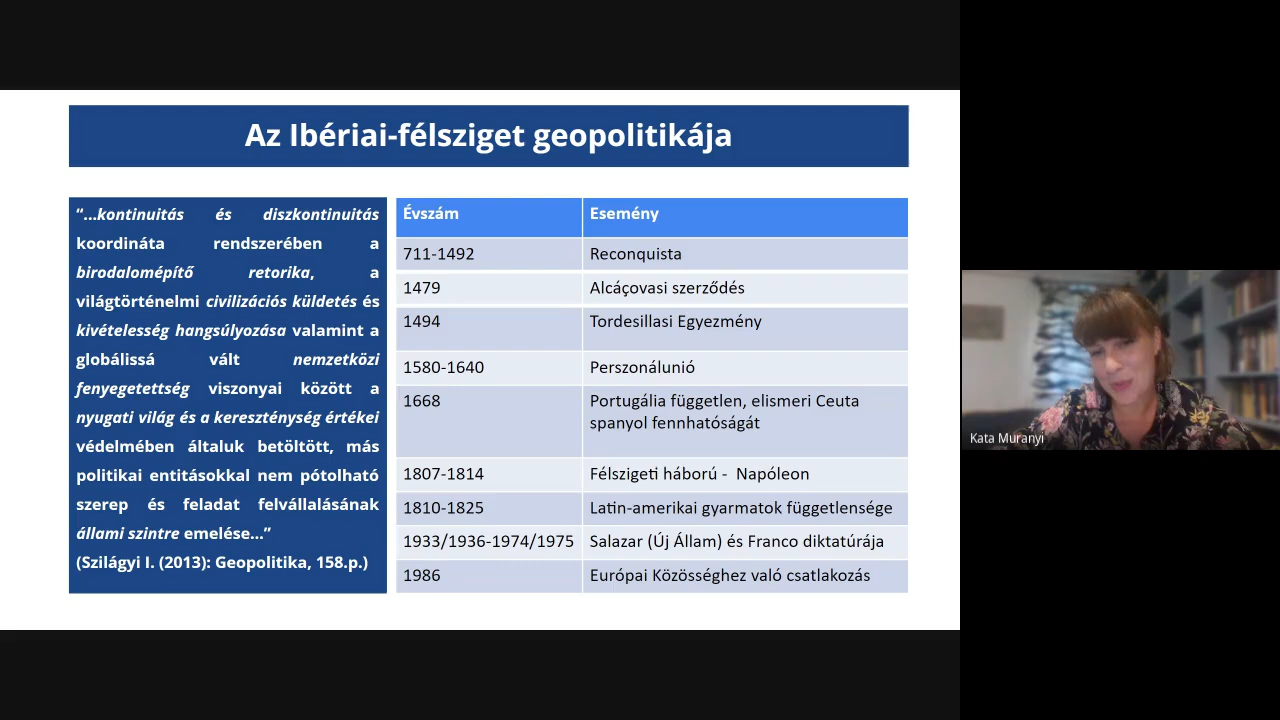 Az Ibériai-félsziget geopolitikája
“...kontinuitás és diszkontinuitás
koordináta rendszerében a
birodalomépítő retorika, a
világtörténelmi civilizációs küldetés és
kivételesség hangsúlyozása valamint a
globálissá vált nemzetközi
fenyegetettség viszonyai között a
nyugati világ és a kereszténység értékei
védelmében általuk betöltött, más
politikai entitásokkal nem pótolható
szerep és feladat felvállalásának
állami szintre emelése...”
(Szilágyi I. (2013): Geopolitika, 158.p.)
Évszám Esemény
711-1492 Reconquista
1479 Alcáçovasi szerződés
1494 Tordesillasi Egyezmény
1580-1640 Perszonálunió
1668 Portugália független, elismeri Ceuta
spanyol fennhatóságát
1807-1814 Félszigeti háború - Napóleon
1810-1825 Latin-amerikai gyarmatok függetlensége
1933/1936-1974/1975 Salazar (Új Állam) és Franco diktatúrája
1986 Európai Közösséghez való csatlakozás
Kata Muranyi